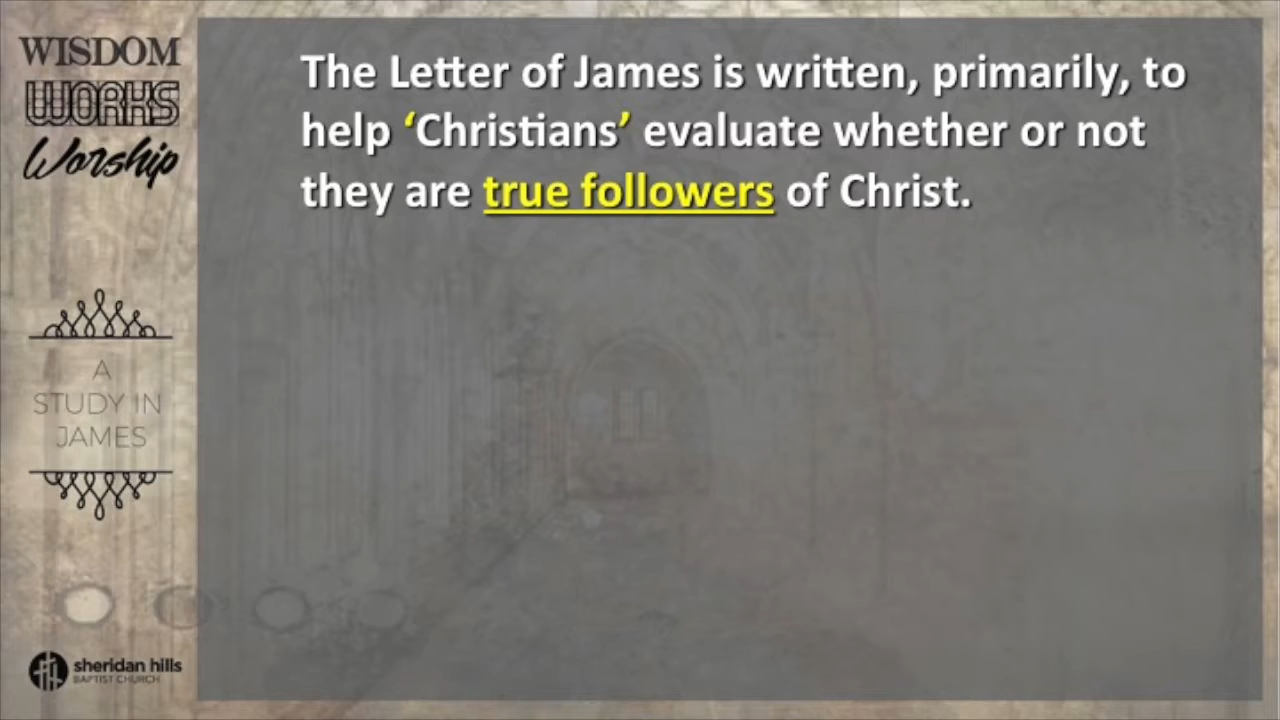 WISDOM
WORKS
Worship
A
STUDY IN
JAMES
sheridan hills
BAPTIST CHURCH
The Letter of James is written, primarily, to
help ‘Christians’ evaluate whether or not
they are true followers of Christ.